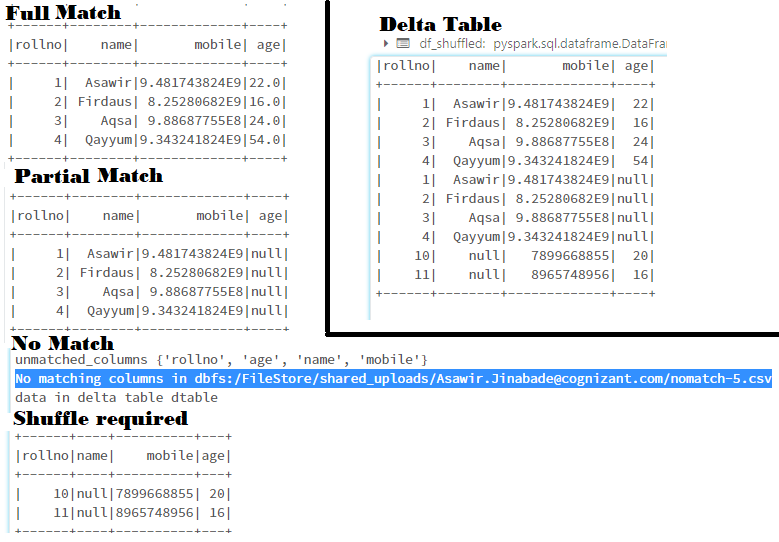 Full Match
+------+-------+-------------+----+
|rollno|   name|       mobile| age|
+------+-------+-------------+----+
|     1| Asawir|9.481743824E9|22.0|
|     2|Firdaus| 8.25280682E9|16.0|
|     3|   Aqsa| 9.88687755E8|24.0|
|     4| Qayyum|9.343241824E9|54.0|
+------+-------+-------------+----+
Partial Match
+------+-------+-------------+----+
|rollno|   name|       mobile| age|
+------+-------+-------------+----+
|     1| Asawir|9.481743824E9|null|
|     2|Firdaus| 8.25280682E9|null|
|     3|   Aqsa| 9.88687755E8|null|
|     4| Qayyum|9.343241824E9|null|
+------+-------+-------------+----+
Delta Table
df_shuffled: pyspark.sql.dataframe.DataFran
|rollno|   name|       mobile| age|
+------+-------+-------------+----+
|     1| Asawir|9.481743824E9|  22|
|     2|Firdaus| 8.25280682E9|  16|
|     3|   Aqsa| 9.88687755E8|  24|
|     4| Qayyum|9.343241824E9|  54|
|     1| Asawir|9.481743824E9|null|
|     2|Firdaus| 8.25280682E9|null|
|     3|   Aqsa| 9.88687755E8|null|
|     4| Qayyum|9.343241824E9|null|
|    10|   null|   7899668855|  20|
|    11|   null|   8965748956|  16|
+------+-------+-------------+----+
No Match
unmatched_columns {'rollno', 'age', 'name', 'mobile'}
No matching columns in dbfs:/FileStore/shared_uploads/Asawir.Jinabade@cognizant.com/nomatch-5.csv
data in delta table dtable
Shuffle required
+------+----+----------+---+
|rollno|name|    mobile|age|
+------+----+----------+---+
|    10|null|7899668855| 20|
|    11|null|8965748956| 16|
+------+----+----------+---+